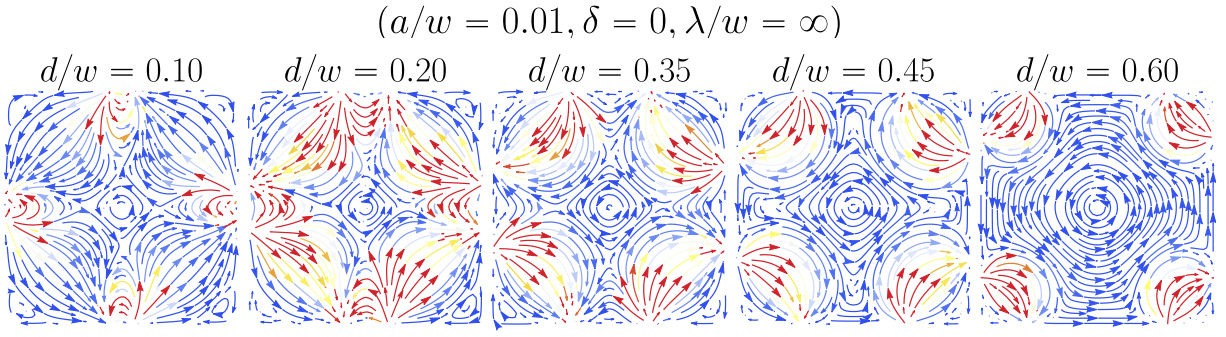 (a/w = 0.01, δ = 0, λ/w = ∞)
d/w = 0.10 d/w = 0.20 d/w = 0.35 d/w = 0.45 d/w = 0.60